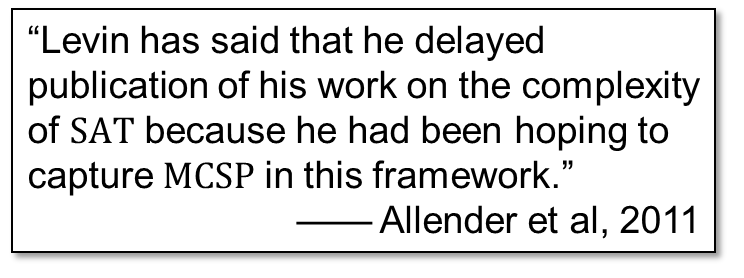 “Levin has said that he delayed
publication of his work on the complexity
of SAT because he had been hoping to
capture MCSP in this framework.”
—— Allender et al, 2011